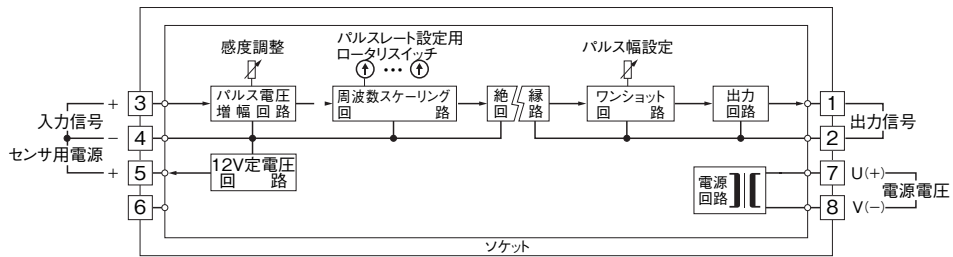 感度調整
パルスレート設定用
ロータリスイッチ
•••
パルス幅設定
パルス電圧
増幅回路
周波数スケーリング
回路
絶縁
回路
ワンショット
回路
出力
回路
+ 3
入力信号
− 4
センサ用電源
+ 5
6
12V定電圧
回路
1
出力信号
2
電源
回路
7 U(+)
電源電圧
8 V(−)
ソケット